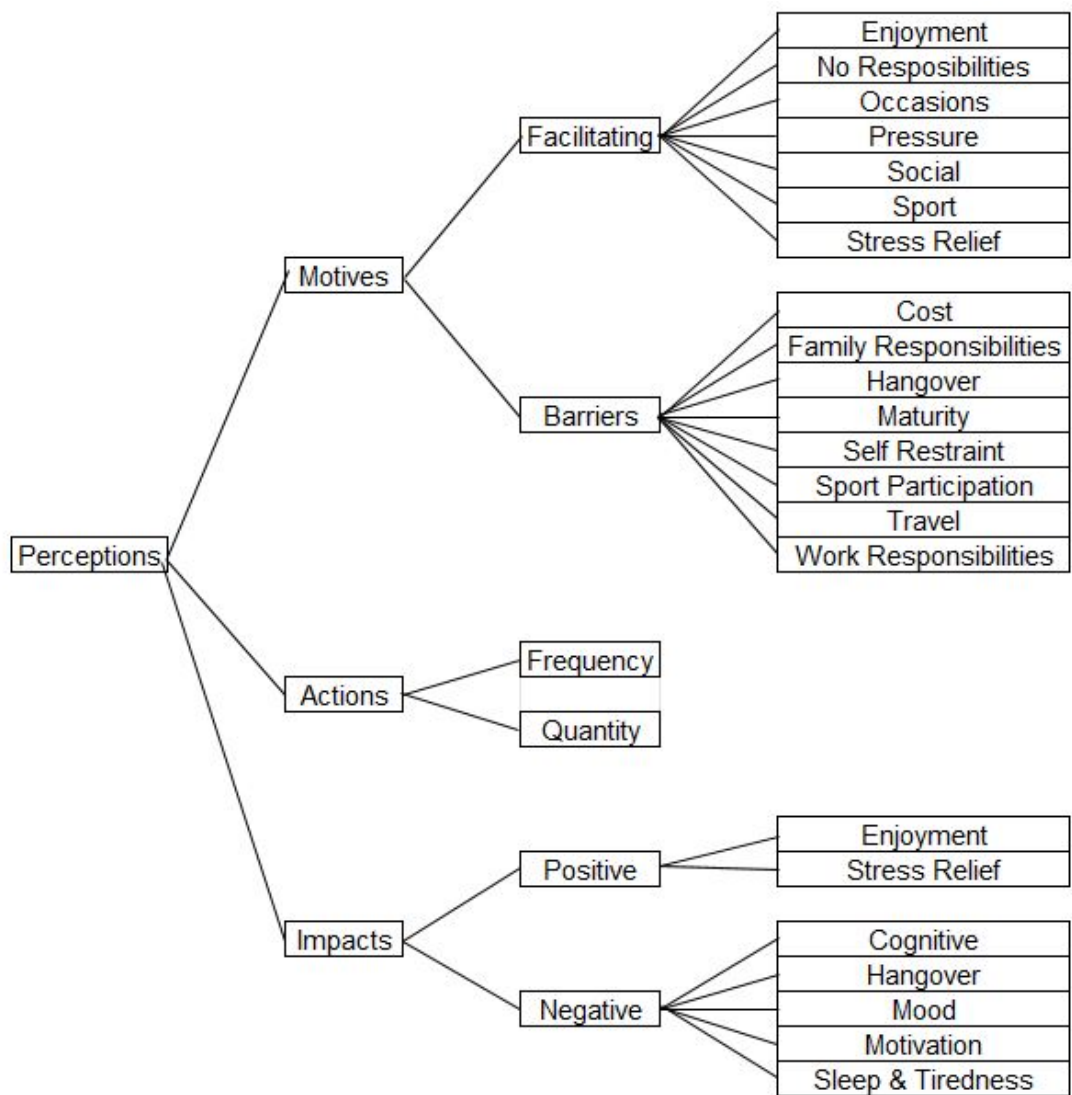 Enjoyment
No Resposibilities
Occasions
Facilitating
Pressure
Social
Sport
Stress Relief
Motives
Cost
Family Responsibilities
Hangover
Barriers
Maturity
Self Restraint
Sport Participation
Travel
Perceptions
Work Responsibilities
Frequency
Actions
Quantity
Enjoyment
Positive
Stress Relief
Impacts
Cognitive
Hangover
Negative
Mood
Motivation
Sleep & Tiredness